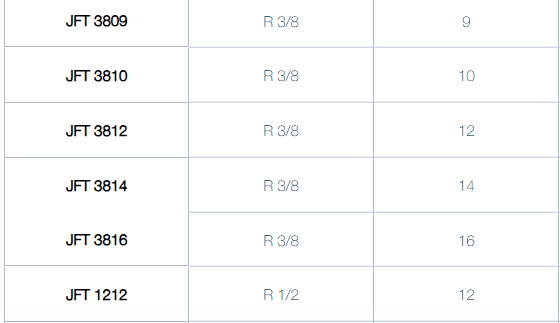 JFT 3809 R 3/8 9
JFT 3810 R 3/8 10
JFT 3812 R 3/8 12
JFT 3814 R 3/8 14
JFT 3816 R 3/8 16
JFT 1212 R 1/2 12